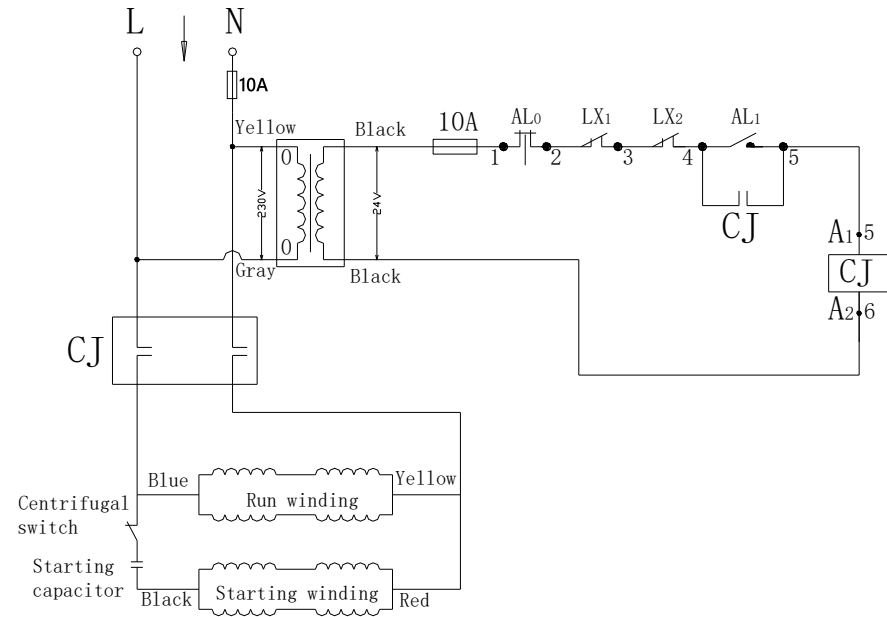 L
N
10A
Yellow
Black
10A
AL0
LX1
LX2
AL1
0
230V
24V
1
2
3
4
5
CJ
0
Gray
Black
A1
5
CJ
A2
6
CJ
Blue
Yellow
Run winding
Centrifugal
switch
Starting
capacitor
Black
Starting winding
Red